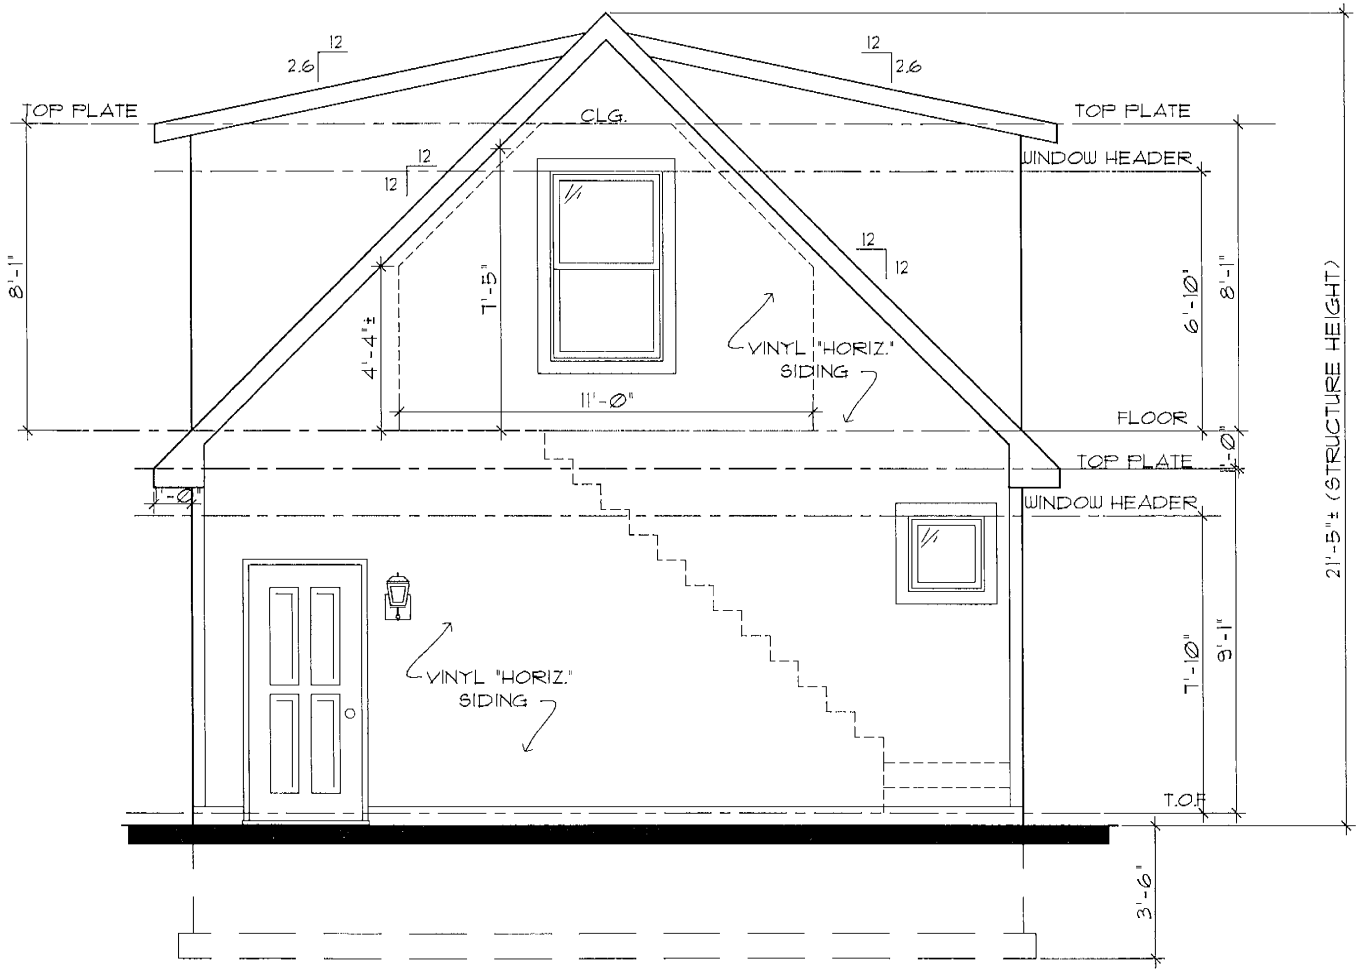 12
2.6
12
2.6
TOP PLATE
CLG.
TOP PLATE
12
12
WINDOW HEADER
8'-1"
4'-4"±
7'-5"
12
12
6'-10"
8'-1"
VINYL "HORIZ."
SIDING
11'-0"
FLOOR
21'-5"± (STRUCTURE HEIGHT)
1'-0"
TOP PLATE
1'-0"
WINDOW HEADER
VINYL "HORIZ."
SIDING
7'-10"
9'-1"
T.O.F
3'-6"